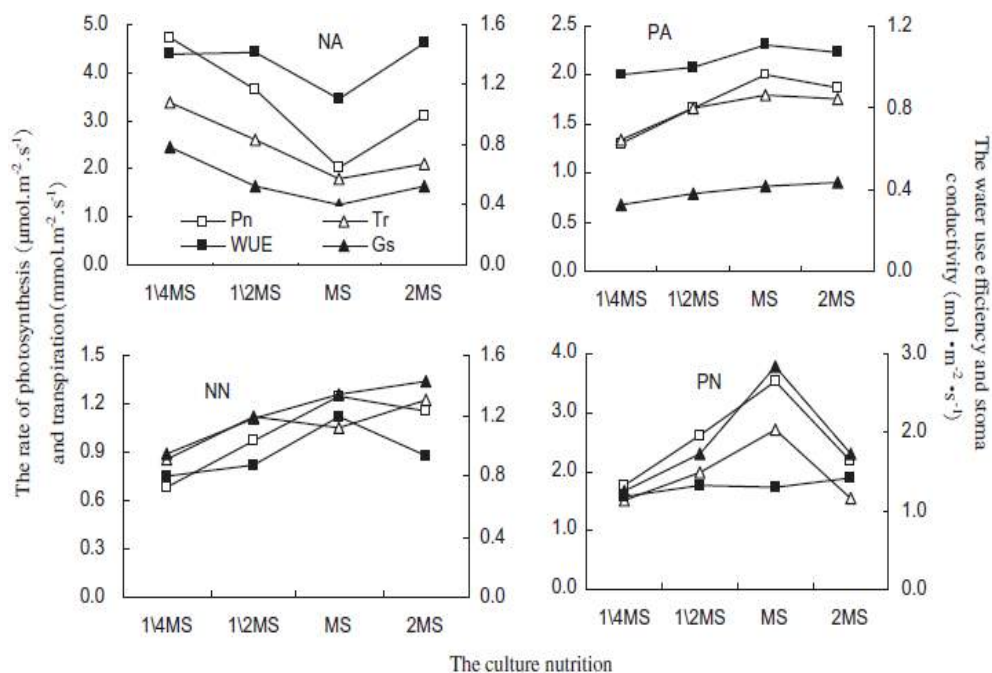 The rate of photosynthesis (μmol.m-2.s-1)
and transpiration(mmol.m-2.s-1)
5.0
4.0
3.0
2.0
1.0
0.0
NA
1.6
1.2
0.8
0.4
0.0
Pn
Tr
WUE
Gs
1\4MS 1\2MS MS 2MS
2.5
2.0
1.5
1.0
0.5
0.0
PA
1.2
0.8
0.4
0.0
1\4MS 1\2MS MS 2MS
1.5
1.2
0.9
0.6
0.3
0.0
NN
1.6
1.2
0.8
0.4
0.0
1\4MS 1\2MS MS 2MS
4.0
3.0
2.0
1.0
0.0
PN
3.0
2.0
1.0
0.0
1\4MS 1\2MS MS 2MS
The water use efficiency and stoma
conductivity (mol •m-2 •s-1)
The culture nutrition